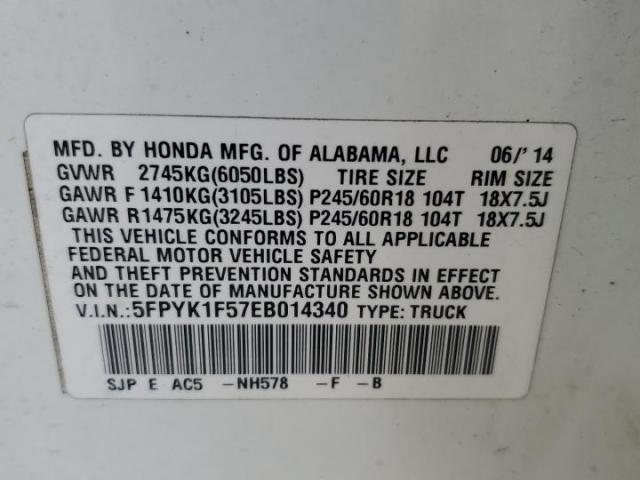 MFD. BY HONDA MFG. OF ALABAMA, LLC 06/'14
GVWR 2745KG(6050LBS) TIRE SIZE RIM SIZE
GAWR F 1410KG(3105LBS) P245/60R18 104T 18X7.5J
GAWR R1475KG(3245LBS) P245/60R18 104T 18X7.5J
THIS VEHICLE CONFORMS TO ALL APPLICABLE
FEDERAL MOTOR VEHICLE SAFETY
AND THEFT PREVENTION STANDARDS IN EFFECT
ON THE DATE OF MANUFACTURE SHOWN ABOVE.
V.I.N.:5FPYK1F57EB014340 TYPE: TRUCK
SJP E AC5 -NH578 -F -B